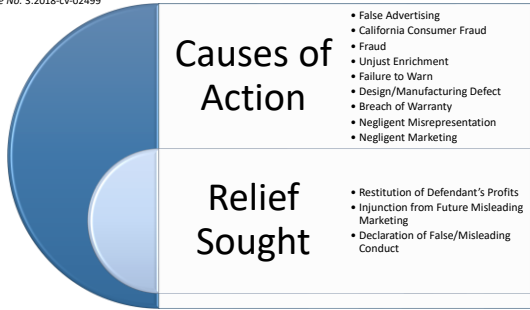 e No. 3:2018-cv-02499
Causes of
Action
• False Advertising
• California Consumer Fraud
• Fraud
• Unjust Enrichment
• Failure to Warn
• Design/Manufacturing Defect
• Breach of Warranty
• Negligent Misrepresentation
• Negligent Marketing
Relief
Sought
• Restitution of Defendant's Profits
• Injunction from Future Misleading
Marketing
• Declaration of False/Misleading
Conduct